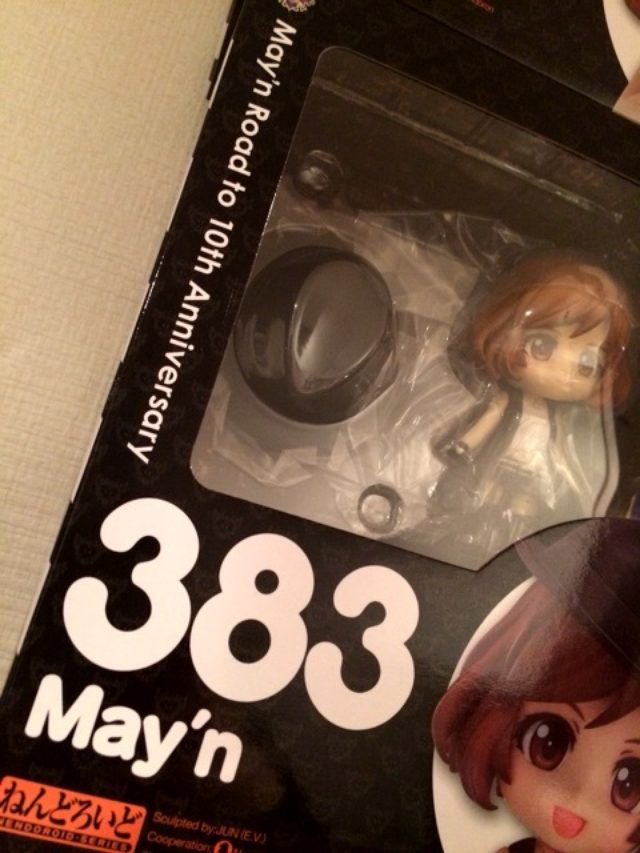 May'n Road to 10th Anniversary
383
May'n
ねんどろいど
NENDOROID SERIES
Sculpted by:JUN (E.V.)
Cooperation: